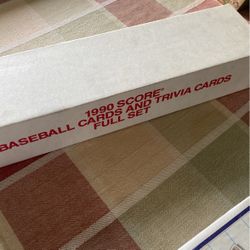 1990 SCORE®
BASEBALL CARDS AND TRIVIA CARDS
FULL SET